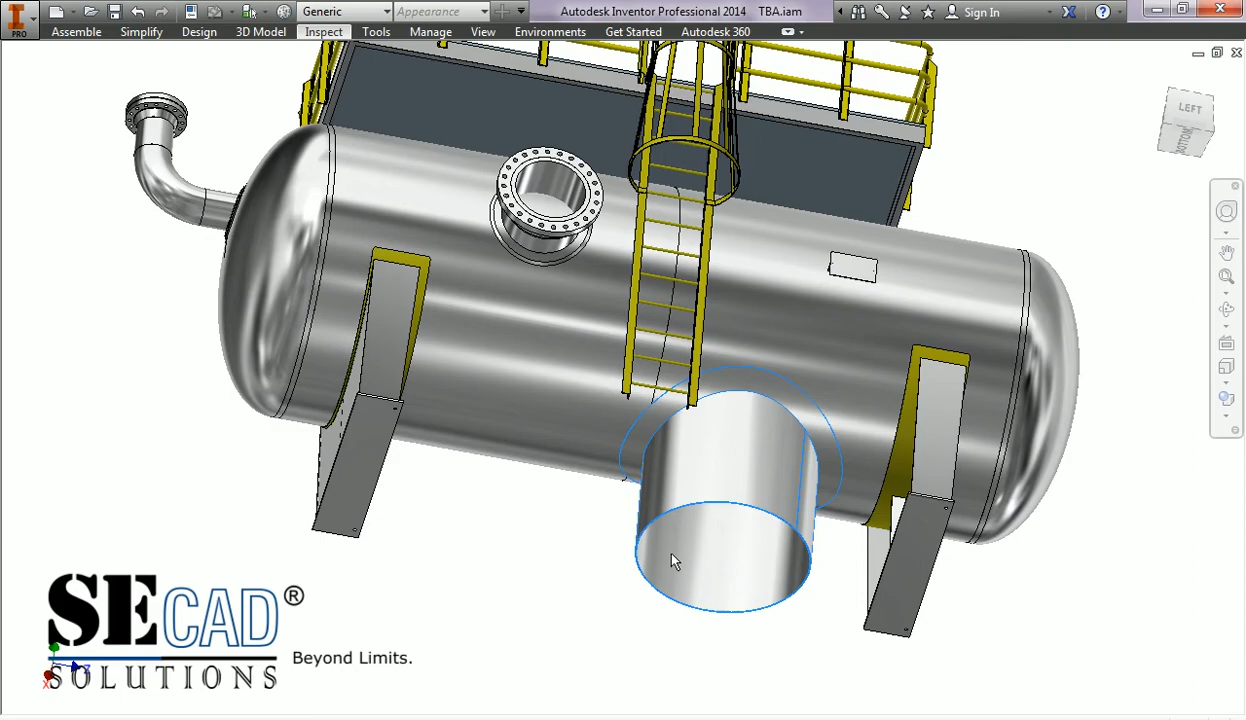 PRO
Generic
Appearance
Autodesk Inventor Professional 2014 TBA.iam
Sign In
Assemble Simplify Design 3D Model Inspect Tools Manage View Environments Get Started Autodesk 360
LEFT
BOTTOM
SECAD®
SOLUTIONS
Beyond Limits.
Z
X